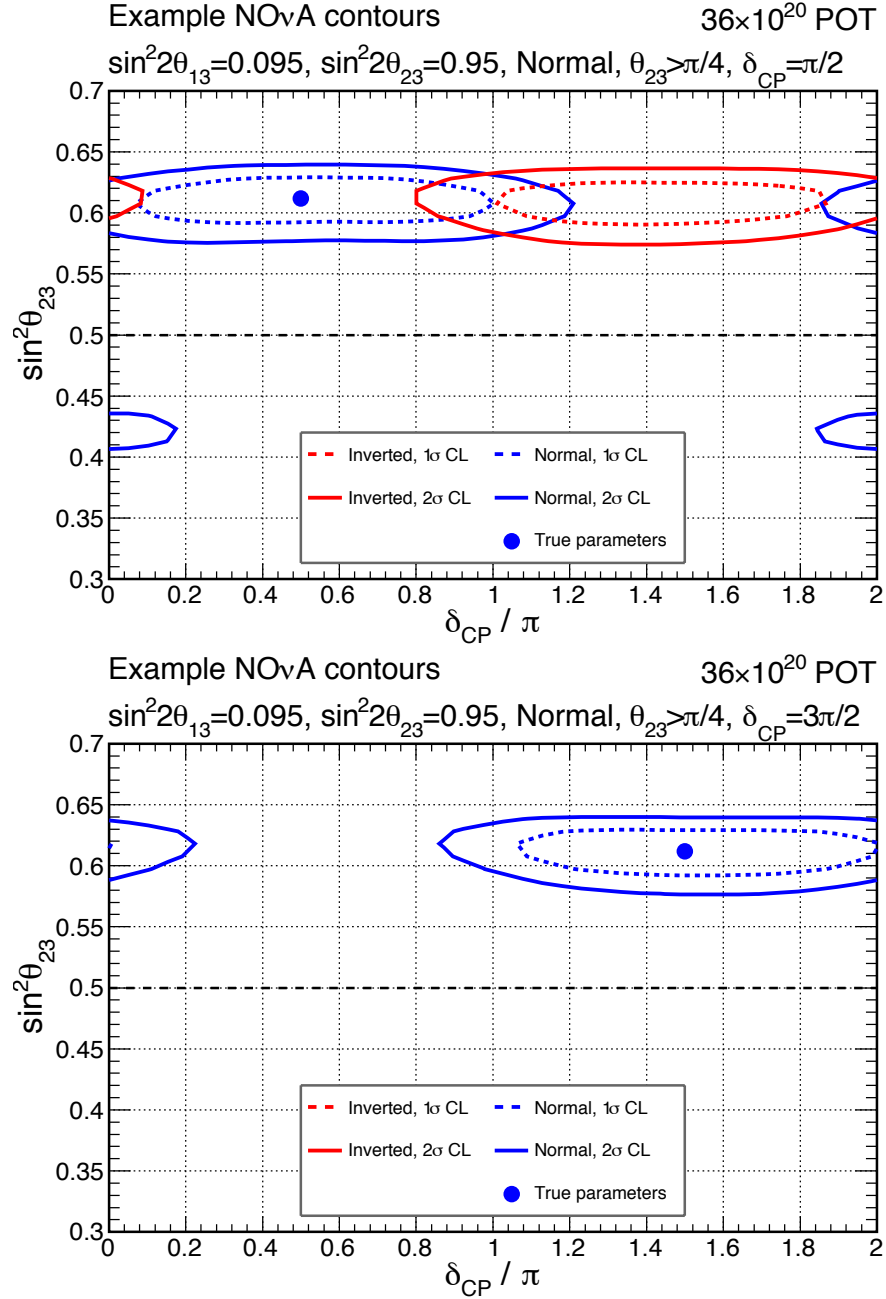 Example NOνA contours 36×10²⁰ POT
sin²2θ₁₃=0.095, sin²2θ₂₃=0.95, Normal, θ₂₃>π/4, δ_CP=π/2
0.7
0.65
0.6
0.55
0.5
0.45
0.4
0.35
0.3
sin²θ₂₃
Inverted, 1σ CL Normal, 1σ CL
Inverted, 2σ CL Normal, 2σ CL
True parameters
0 0.2 0.4 0.6 0.8 1 1.2 1.4 1.6 1.8 2
δ_CP / π
Example NOνA contours 36×10²⁰ POT
sin²2θ₁₃=0.095, sin²2θ₂₃=0.95, Normal, θ₂₃>π/4, δ_CP=3π/2
0.7
0.65
0.6
0.55
0.5
0.45
0.4
0.35
0.3
sin²θ₂₃
Inverted, 1σ CL Normal, 1σ CL
Inverted, 2σ CL Normal, 2σ CL
True parameters
0 0.2 0.4 0.6 0.8 1 1.2 1.4 1.6 1.8 2
δ_CP / π